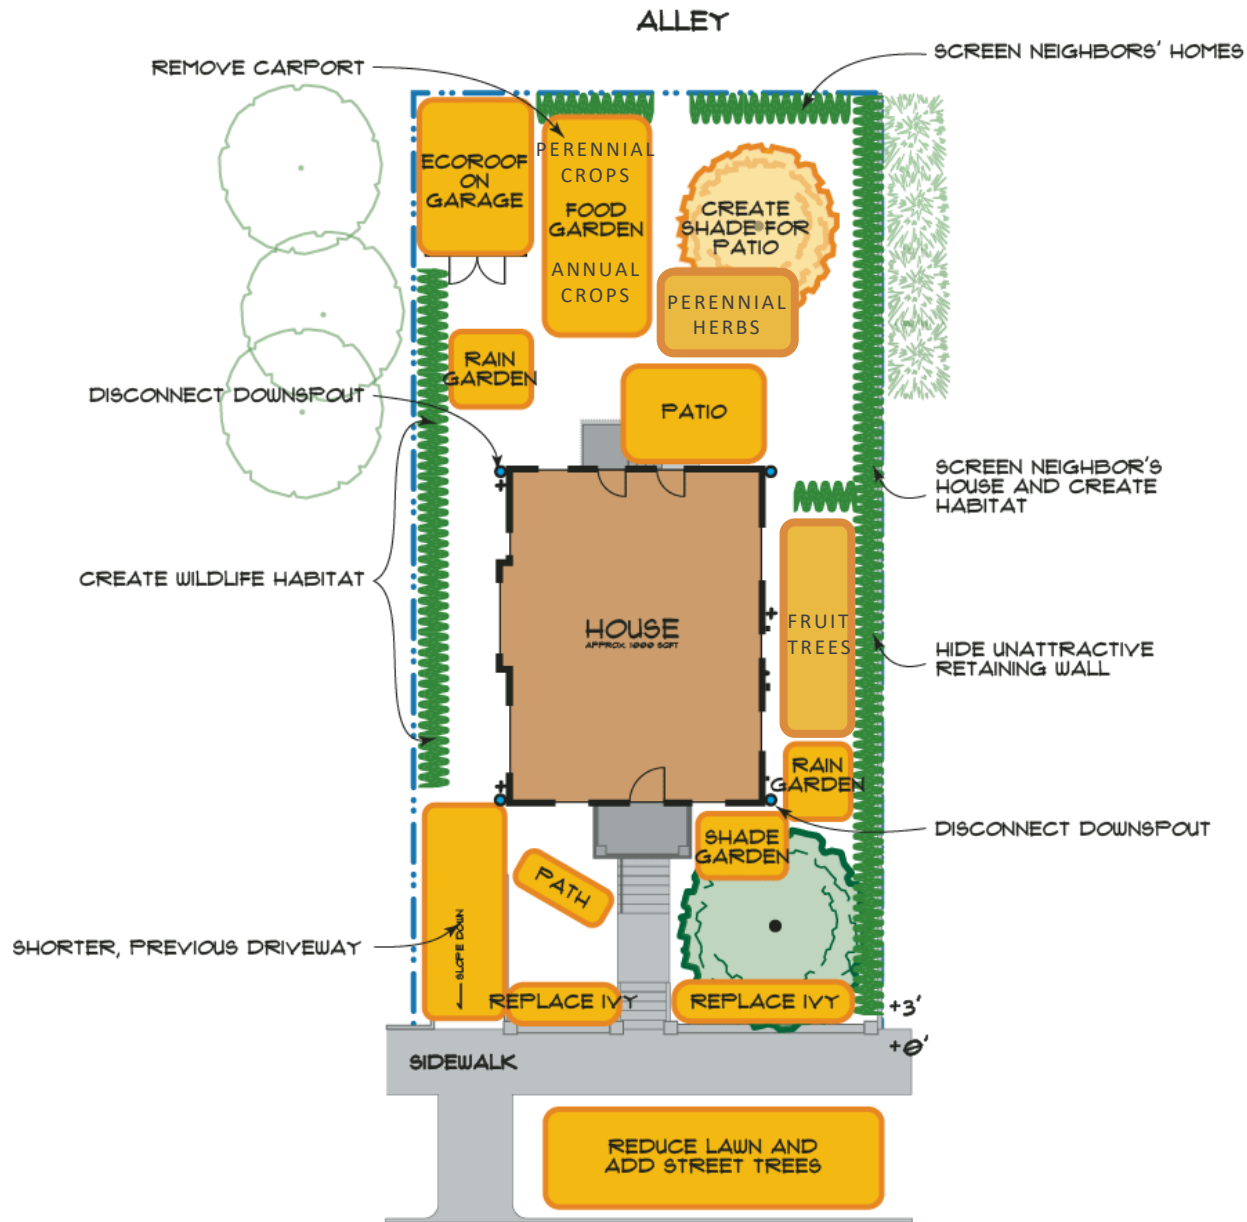 ALLEY
SCREEN NEIGHBORS' HOMES
REMOVE CARPORT
ECOROOF
ON
GARAGE
PERENNIAL
CROPS
FOOD
GARDEN
ANNUAL
CROPS
CREATE
SHADE FOR
PATIO
PERENNIAL
HERBS
RAIN
GARDEN
DISCONNECT DOWNSPOUT
PATIO
SCREEN NEIGHBOR'S
HOUSE AND CREATE
HABITAT
CREATE WILDLIFE HABITAT
HOUSE
APPROX. 1000 SQFT
FRUIT
TREES
HIDE UNATTRACTIVE
RETAINING WALL
RAIN
GARDEN
DISCONNECT DOWNSPOUT
SHADE
GARDEN
PATH
SHORTER, PREVIOUS DRIVEWAY
SLOPE DOWN
REPLACE IVY
REPLACE IVY
+3'
+0'
SIDEWALK
REDUCE LAWN AND
ADD STREET TREES